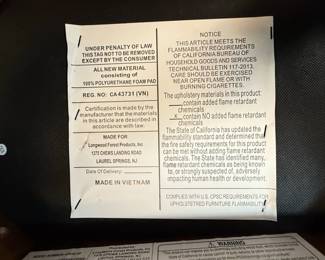 UNDER PENALTY OF LAW
THIS TAG NOT TO BE REMOVED
EXCEPT BY THE CONSUMER
ALL NEW MATERIAL
consisting of
100% POLYURETHANE FOAM PAD
REG. NO: CA43731 (VN)
Certification is made by the
manufacturer that the materials
in this article are described in
accordance with law.
MADE FOR
Longwood Forest Products, Inc
1370 CHEWS LANDING ROAD
LAUREL SPRINGS, NJ
Date Of Delivery:
MADE IN VIETNAM
NOTICE
THIS ARTICLE MEETS THE
FLAMMABILITY REQUIREMENTS
OF CALIFORNIA BUREAU OF
HOUSEHOLD GOODS AND SERVICES
TECHNICAL BULLETIN 117-2013.
CARE SHOULD BE EXERCISED
NEAR OPEN FLAME OR WITH
BURNING CIGARETTES.
The upholstery materials in this product:
contain added flame retardant
chemicals
x contain NO added flame retardant
chemicals
The State of California has updated the
flammability standard and determined that
the fire safety requirements for this product
can be met without adding flame retardant
chemicals. The State has identified many
flame retardant chemicals as being known
to, or strongly suspected of, adversely
impacting human health or development.
COMPLIES WITH U.S. CPSC REQUIREMENTS FOR
UPHOLSTERED FURNITURE FLAMMABILITY
WARNING